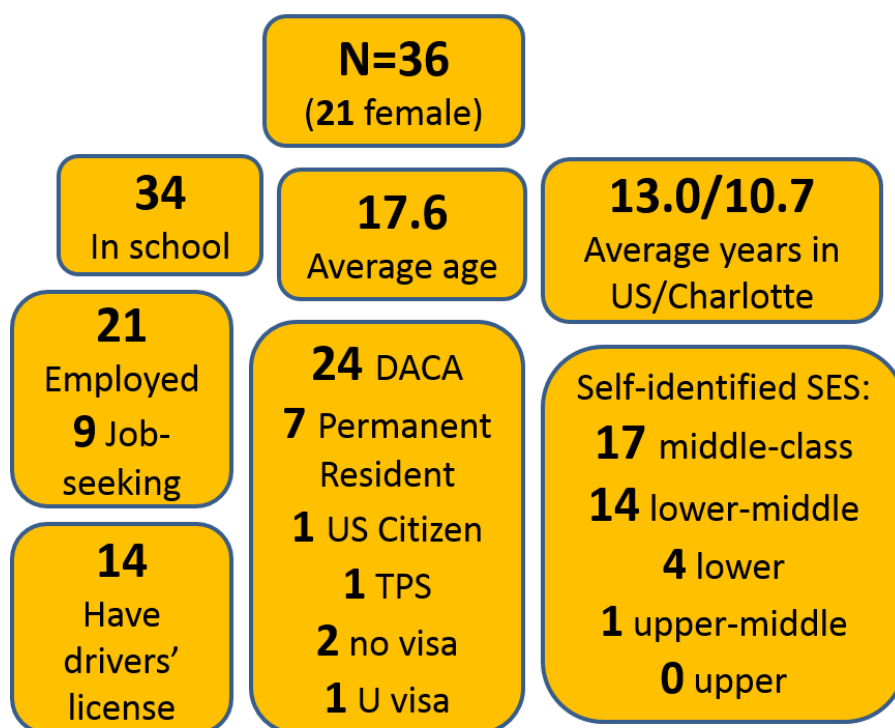 N=36
(21 female)
34
In school
17.6
Average age
13.0/10.7
Average years in
US/Charlotte
21
Employed
9 Job-
seeking
24 DACA
7 Permanent
Resident
1 US Citizen
1 TPS
2 no visa
1 U visa
Self-identified SES:
17 middle-class
14 lower-middle
4 lower
1 upper-middle
0 upper
14
Have
drivers’
license